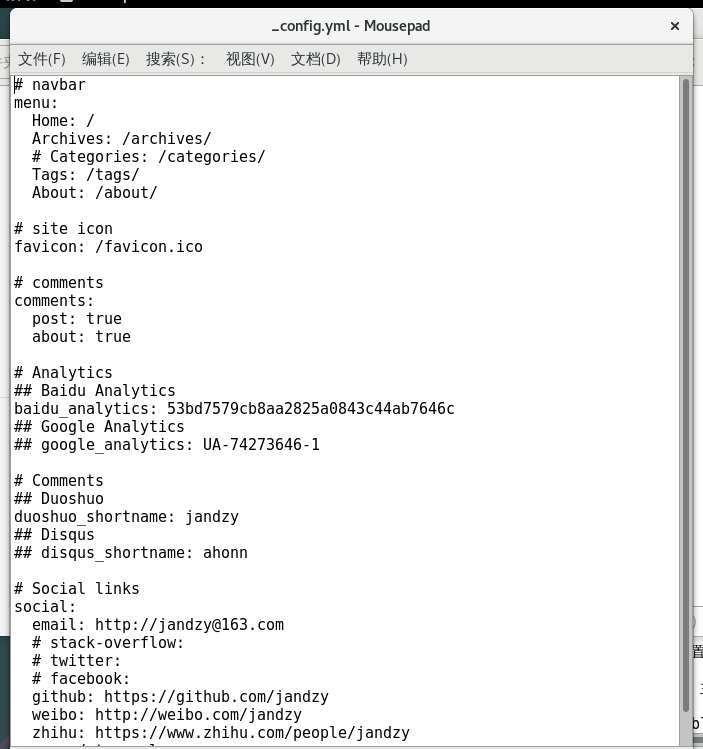 _config.yml - Mousepad
文件(F) 编辑(E) 搜索(S)： 视图(V) 文档(D) 帮助(H)
# navbar
menu:
  Home: /
  Archives: /archives/
  # Categories: /categories/
  Tags: /tags/
  About: /about/

# site icon
favicon: /favicon.ico

# comments
comments:
  post: true
  about: true

# Analytics
## Baidu Analytics
baidu_analytics: 53bd7579cb8aa2825a0843c44ab7646c
## Google Analytics
## google_analytics: UA-74273646-1

# Comments
## Duoshuo
duoshuo_shortname: jandzy
## Disqus
## disqus_shortname: ahonn

# Social links
social:
  email: http://jandzy@163.com
  # stack-overflow:
  # twitter:
  # facebook:
  github: https://github.com/jandzy
  weibo: http://weibo.com/jandzy
  zhihu: https://www.zhihu.com/people/jandzy